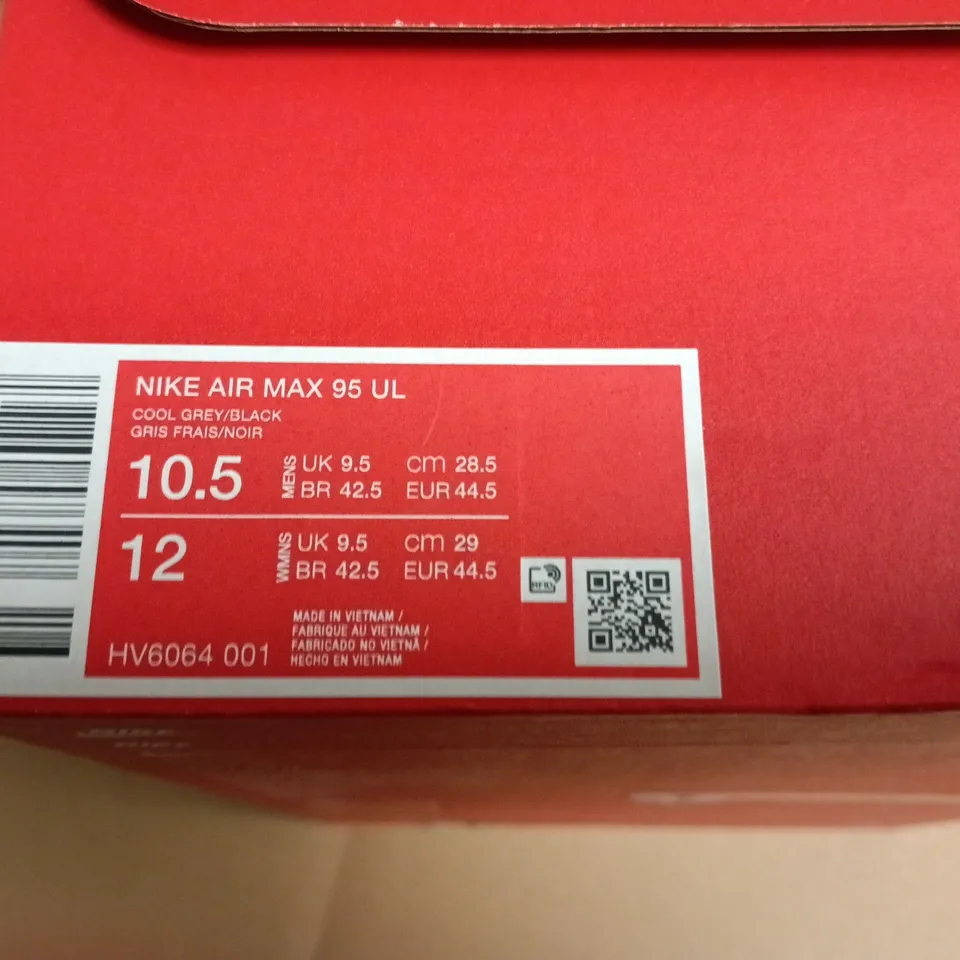 NIKE AIR MAX 95 UL
COOL GREY/BLACK
GRIS FRAIS/NOIR
10.5 MENS UK 9.5 cm 28.5
BR 42.5 EUR 44.5
12 WMNS UK 9.5 cm 29
BR 42.5 EUR 44.5
RFID
MADE IN VIETNAM /
FABRIQUE AU VIETNAM /
FABRICADO NO VIETNÃ /
HECHO EN VIETNAM
HV6064 001